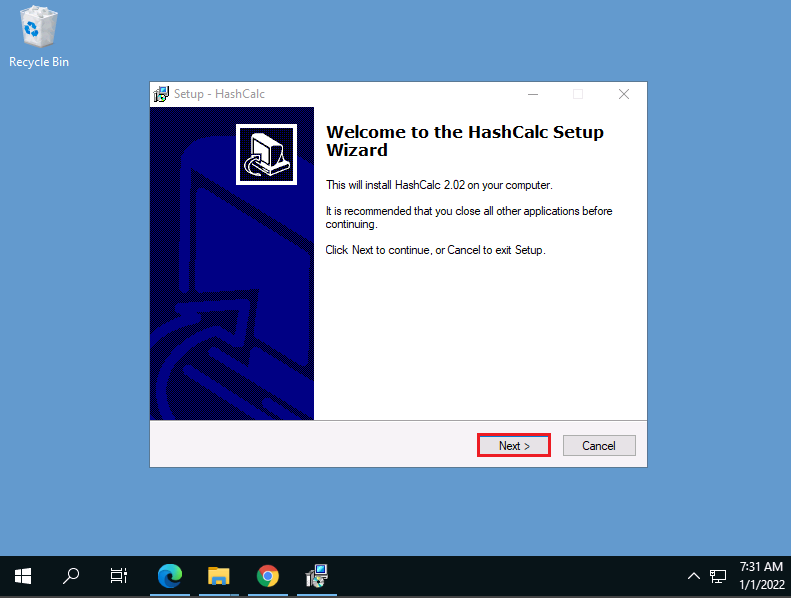 Recycle Bin
Setup - HashCalc
Welcome to the HashCalc Setup
Wizard
This will install HashCalc 2.02 on your computer.
It is recommended that you close all other applications before
continuing.
Click Next to continue, or Cancel to exit Setup.
Next >
Cancel
7:31 AM
1/1/2022